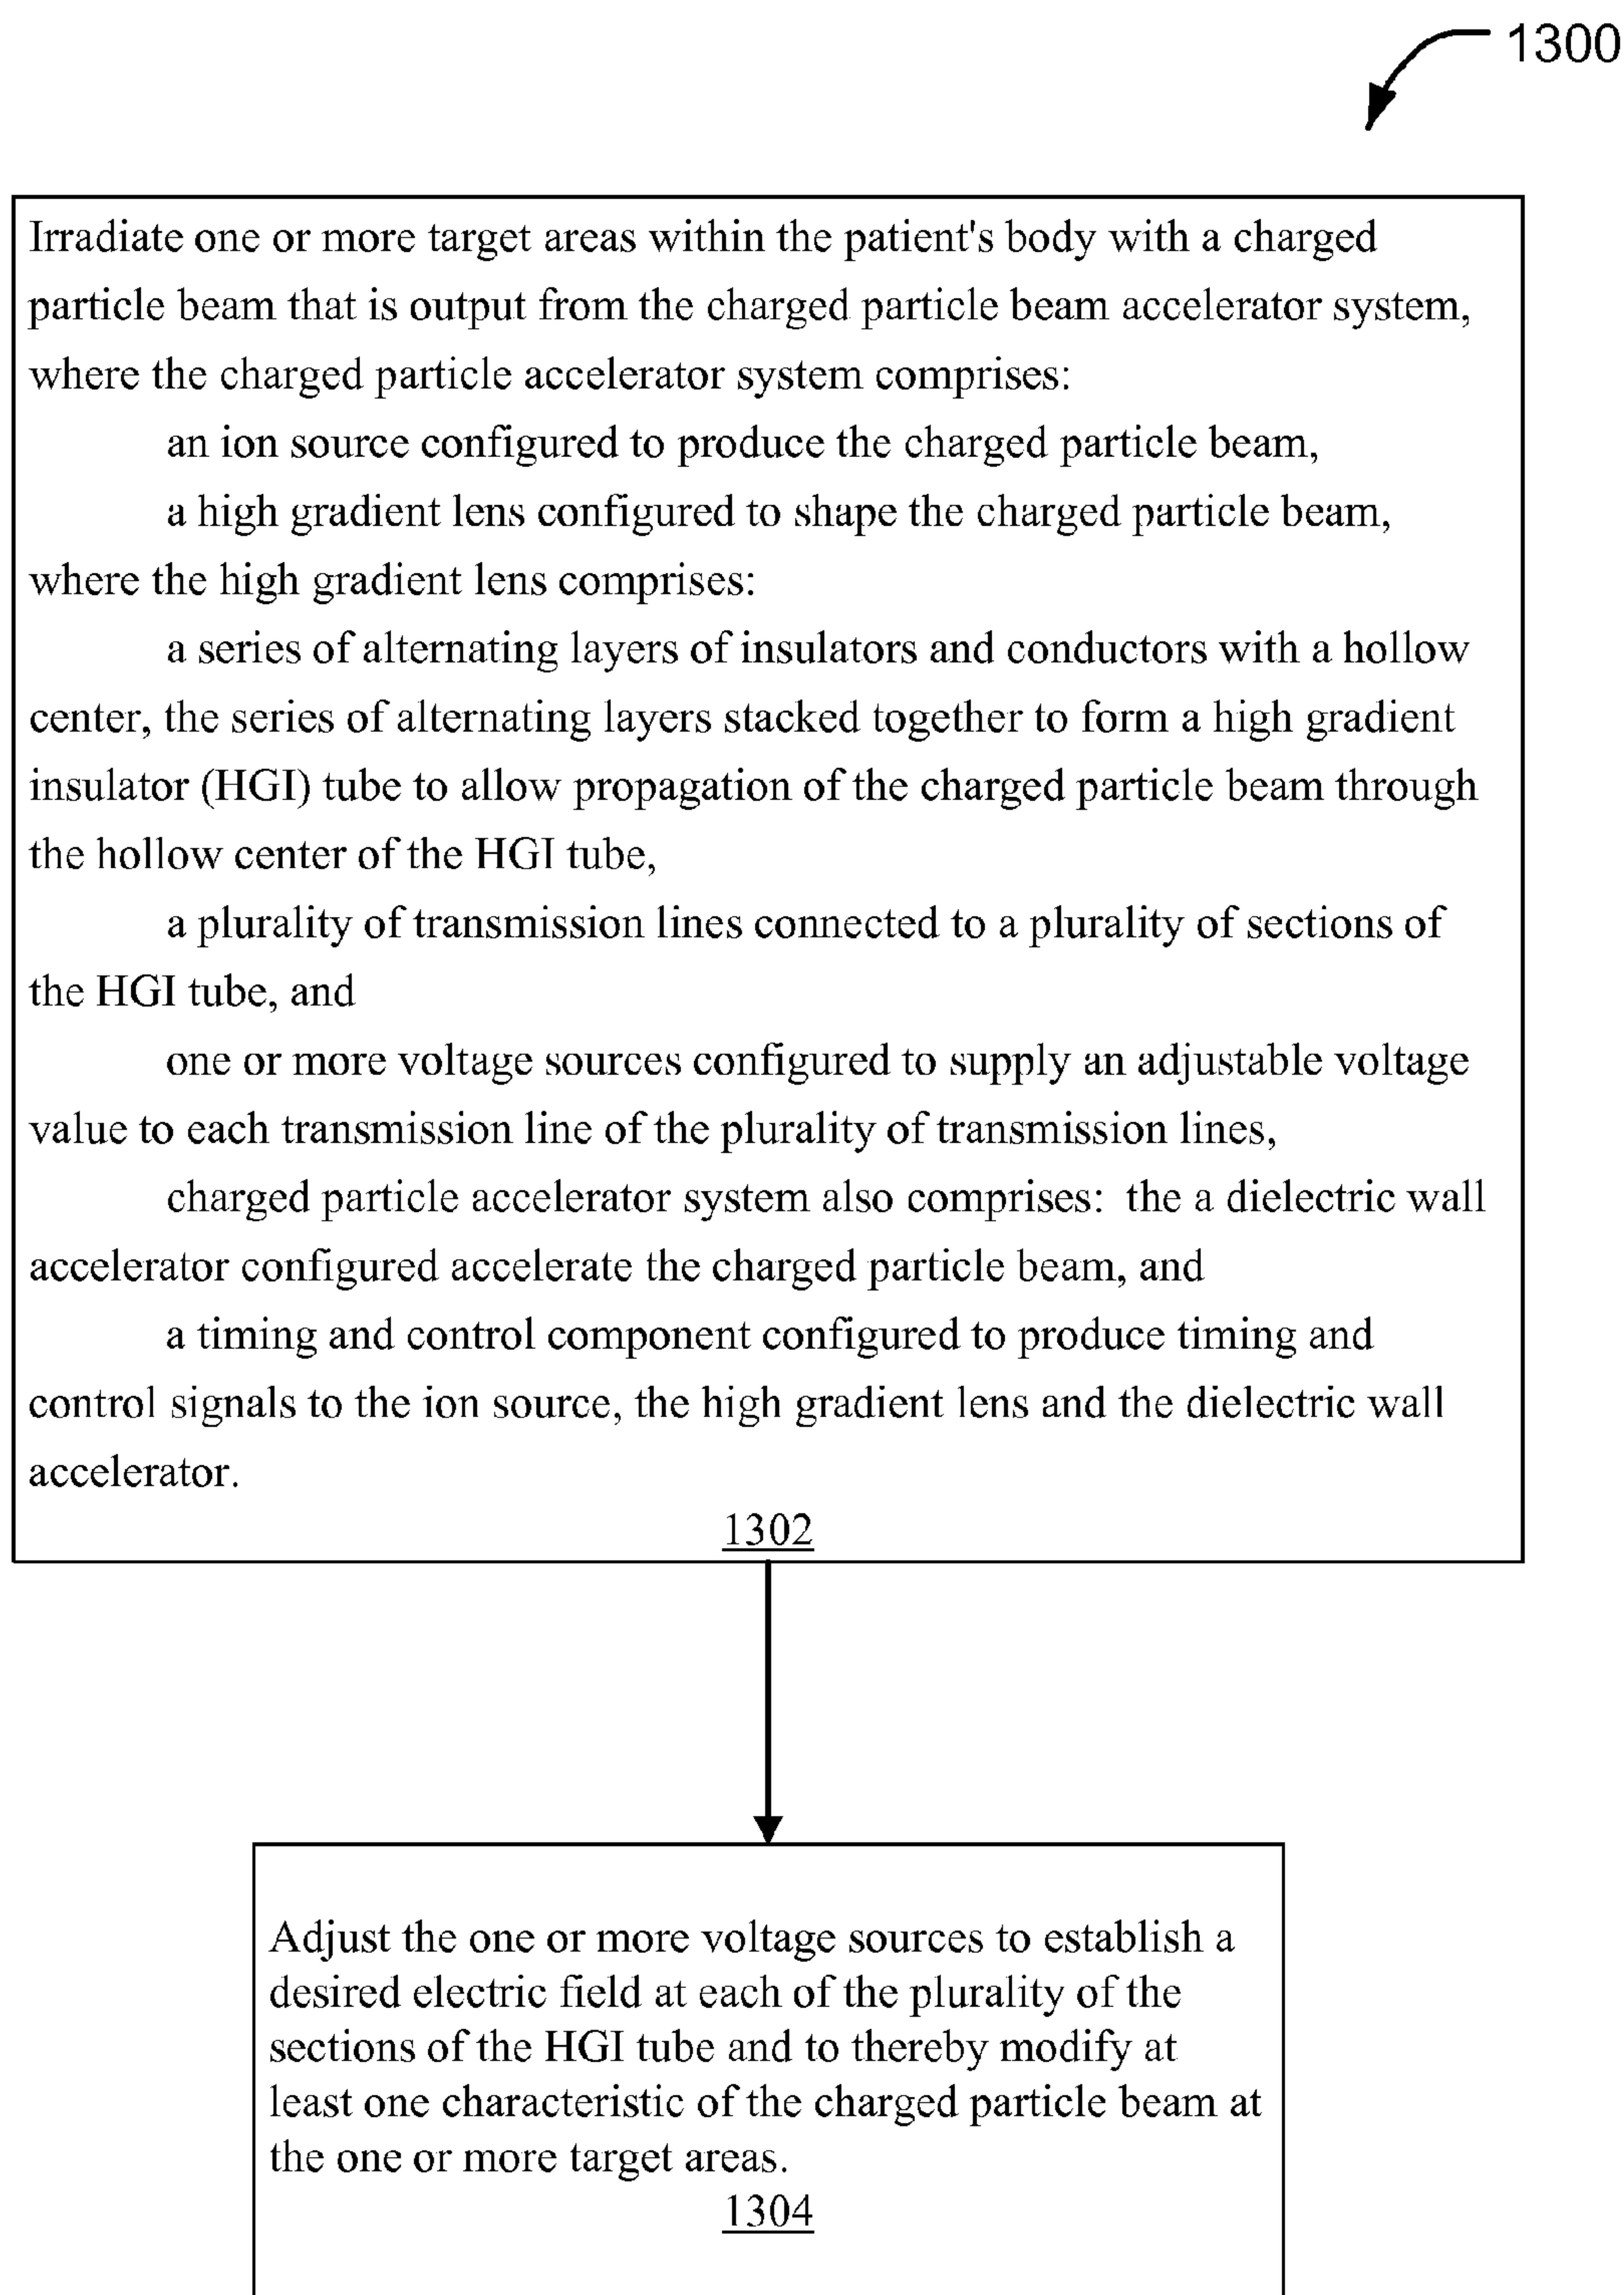 1300
Irradiate one or more target areas within the patient's body with a charged
particle beam that is output from the charged particle beam accelerator system,
where the charged particle accelerator system comprises:
an ion source configured to produce the charged particle beam,
a high gradient lens configured to shape the charged particle beam,
where the high gradient lens comprises:
a series of alternating layers of insulators and conductors with a hollow
center, the series of alternating layers stacked together to form a high gradient
insulator (HGI) tube to allow propagation of the charged particle beam through
the hollow center of the HGI tube,
a plurality of transmission lines connected to a plurality of sections of
the HGI tube, and
one or more voltage sources configured to supply an adjustable voltage
value to each transmission line of the plurality of transmission lines,
charged particle accelerator system also comprises: the a dielectric wall
accelerator configured accelerate the charged particle beam, and
a timing and control component configured to produce timing and
control signals to the ion source, the high gradient lens and the dielectric wall
accelerator.
1302
Adjust the one or more voltage sources to establish a
desired electric field at each of the plurality of the
sections of the HGI tube and to thereby modify at
least one characteristic of the charged particle beam at
the one or more target areas.
1304